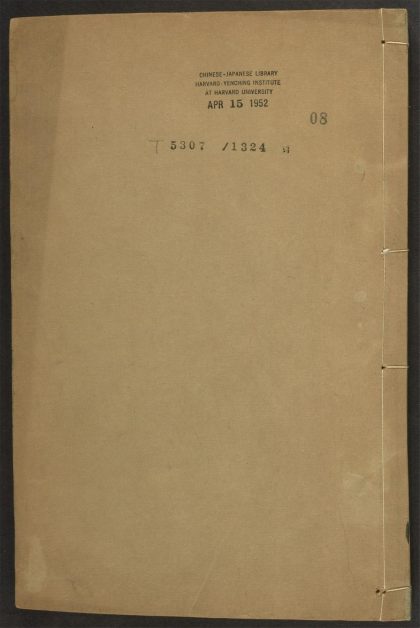 CHINESE-JAPANESE LIBRARY
HARVARD-YENCHING INSTITUTE
AT HARVARD UNIVERSITY
APR 15 1952
08
T 5307 /1324